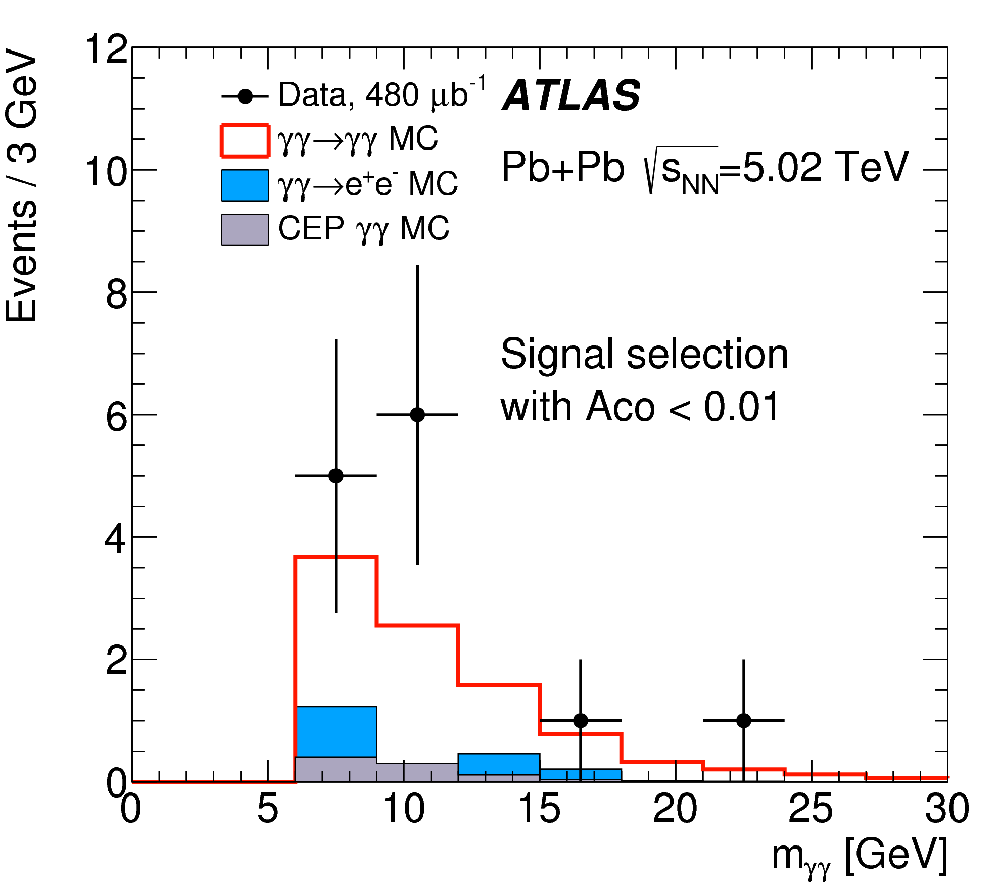 Events / 3 GeV
12
10
8
6
4
2
0
Data, 480 μb⁻¹
γγ→γγ MC
γγ→e⁺e⁻ MC
CEP γγ MC
ATLAS
Pb+Pb √sNN=5.02 TeV
Signal selection
with Aco < 0.01
0 5 10 15 20 25 30
mγγ [GeV]